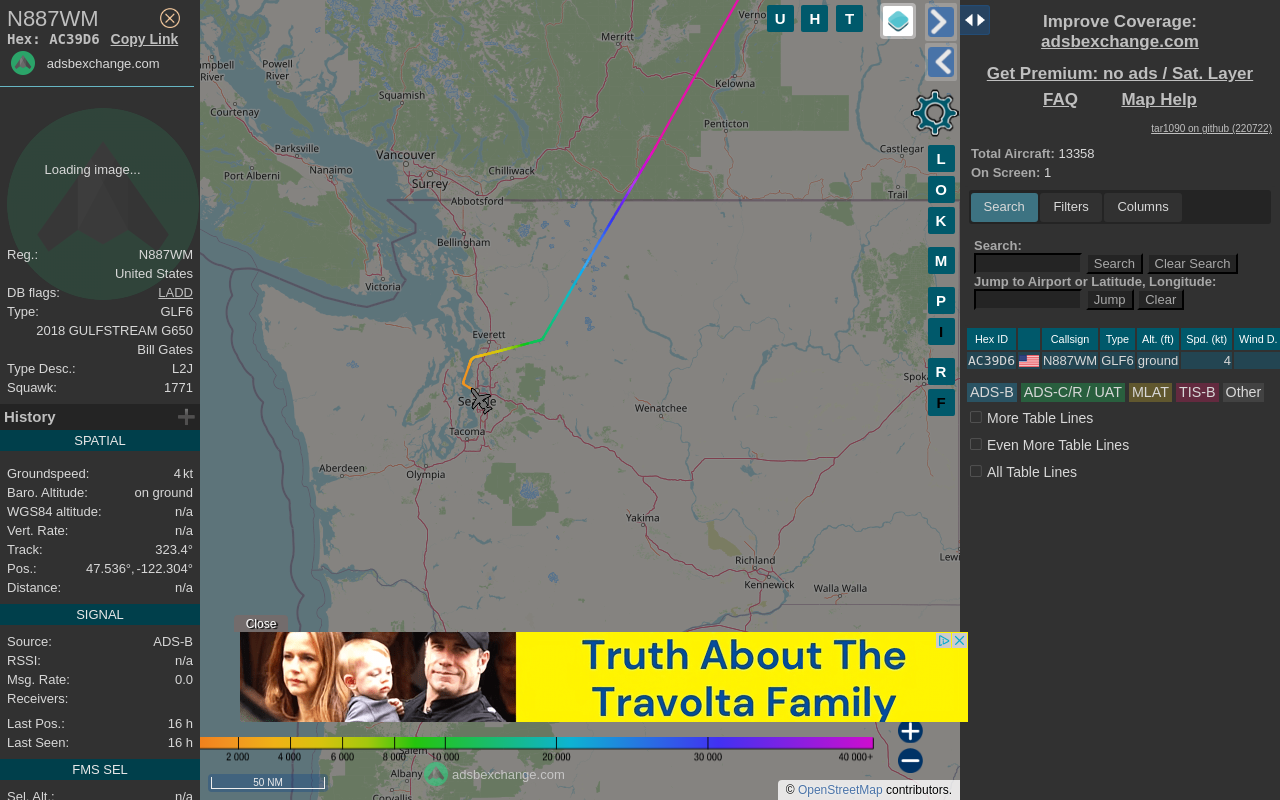 N887WM
Hex: AC39D6 Copy Link
adsbexchange.com
Loading image...
Reg.: N887WM
United States
DB flags: LADD
Type: GLF6
2018 GULFSTREAM G650
Bill Gates
Type Desc.: L2J
Squawk: 1771
History
SPATIAL
Groundspeed: 4 kt
Baro. Altitude: on ground
WGS84 altitude: n/a
Vert. Rate: n/a
Track: 323.4°
Pos.: 47.536°, -122.304°
Distance: n/a
SIGNAL
Source: ADS-B
RSSI: n/a
Msg. Rate: 0.0
Receivers:
Last Pos.: 16 h
Last Seen: 16 h
FMS SEL
Sel. Alt.: n/a
U H T
L
O
K
M
P
I
R
F
Merritt
Powell
River
River
Squamish
Courtenay
Kelowna
Penticton
Parksville
Vancouver
Nanaimo
Port Alberni
Surrey
Chilliwack
Castlegar
Trail
Abbotsford
Bellingham
Victoria
Everett
Wenatchee
Tacoma
Aberdeen
Olympia
Yakima
Richland
Kennewick
Walla Walla
Albany
Corvallis
Close
Truth About The
Travolta Family
2 000 4 000 6 000 8 000 10 000 20 000 30 000 40 000+
50 NM
adsbexchange.com
© OpenStreetMap contributors.
Improve Coverage:
adsbexchange.com
Get Premium: no ads / Sat. Layer
FAQ Map Help
tar1090 on github (220722)
Total Aircraft: 13358
On Screen: 1
Search Filters Columns
Search:
Search Clear Search
Jump to Airport or Latitude, Longitude:
Jump Clear
Hex ID Callsign Type Alt. (ft) Spd. (kt) Wind D.
AC39D6 N887WM GLF6 ground 4
ADS-B ADS-C/R / UAT MLAT TIS-B Other
More Table Lines
Even More Table Lines
All Table Lines